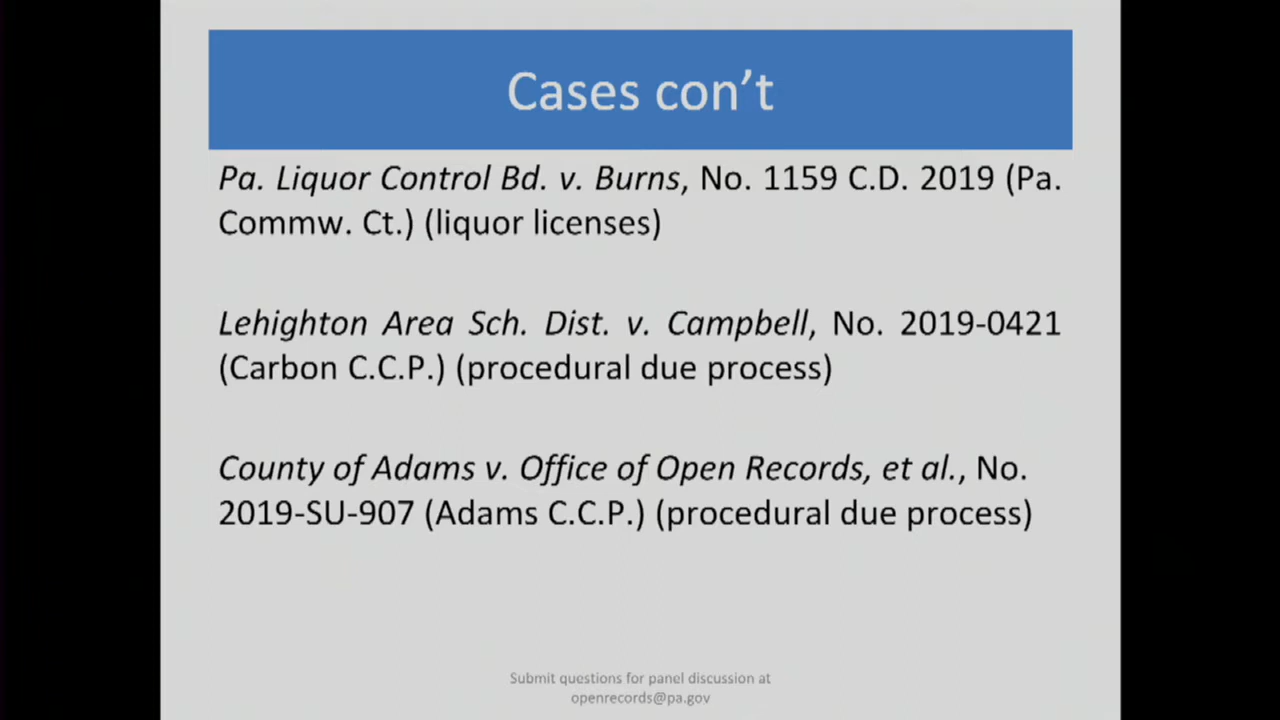 Cases con’t
Pa. Liquor Control Bd. v. Burns, No. 1159 C.D. 2019 (Pa.
Commw. Ct.) (liquor licenses)
Lehighton Area Sch. Dist. v. Campbell, No. 2019-0421
(Carbon C.C.P.) (procedural due process)
County of Adams v. Office of Open Records, et al., No.
2019-SU-907 (Adams C.C.P.) (procedural due process)
Submit questions for panel discussion at
openrecords@pa.gov